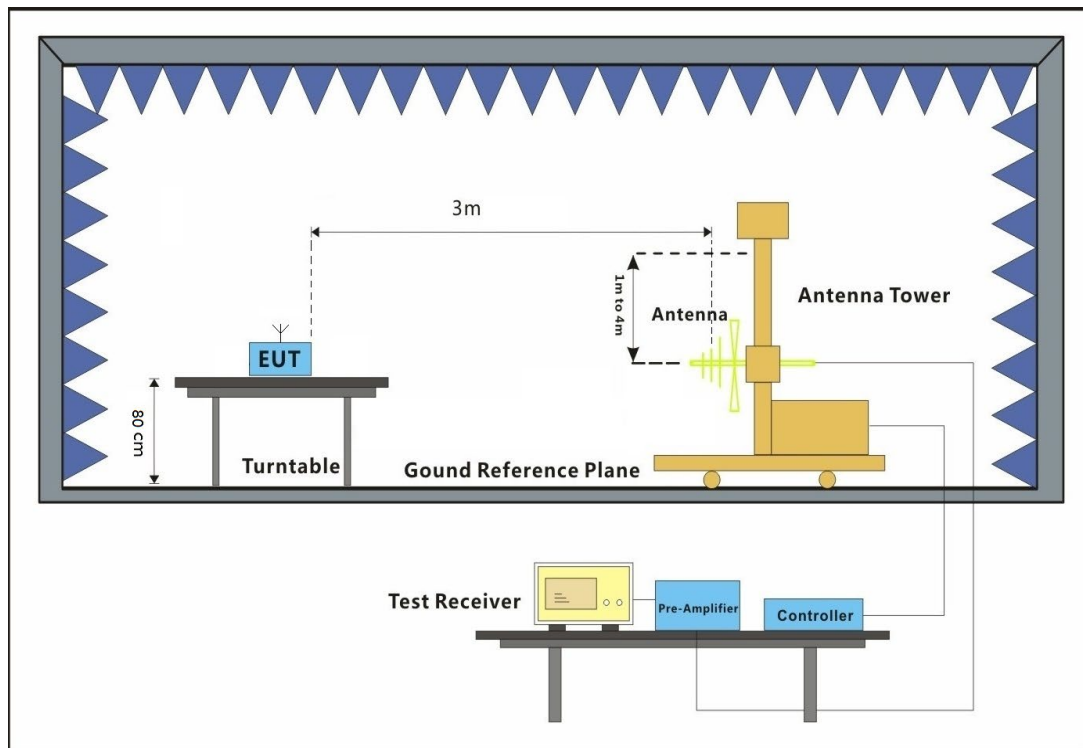 3m
1m to 4m
Antenna
Antenna Tower
EUT
80 cm
Turntable
Gound Reference Plane
Test Receiver
Pre-Amplifier
Controller